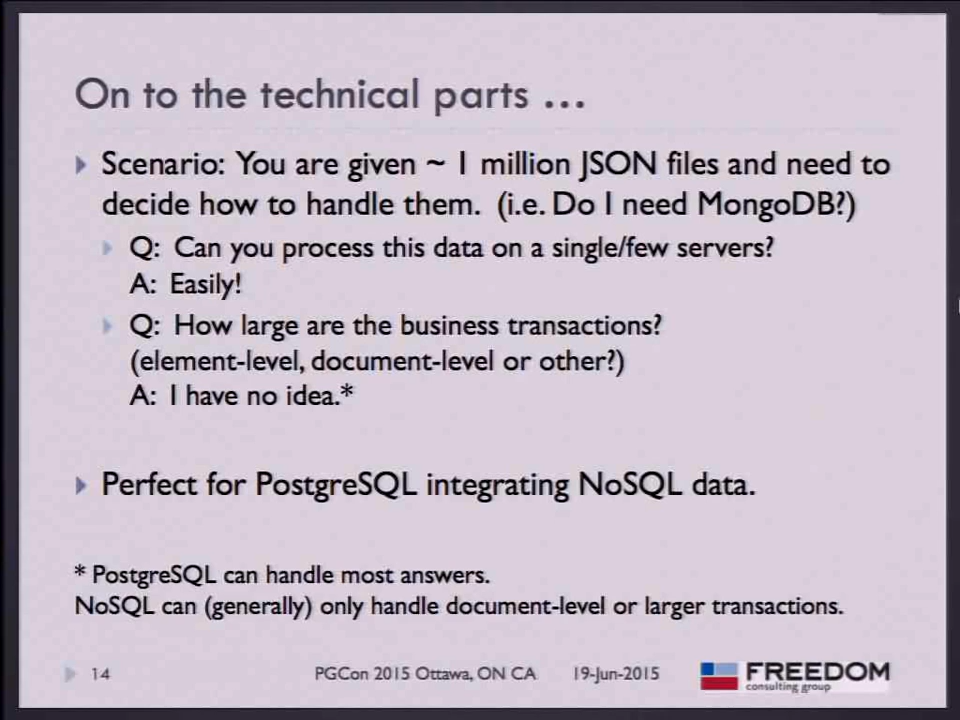 On to the technical parts …
Scenario: You are given ~ 1 million JSON files and need to
decide how to handle them. (i.e. Do I need MongoDB?)
Q: Can you process this data on a single/few servers?
A: Easily!
Q: How large are the business transactions?
(element-level, document-level or other?)
A: I have no idea.*
Perfect for PostgreSQL integrating NoSQL data.
* PostgreSQL can handle most answers.
NoSQL can (generally) only handle document-level or larger transactions.
14 PGCon 2015 Ottawa, ON CA 19-Jun-2015 FREEDOM
consulting group